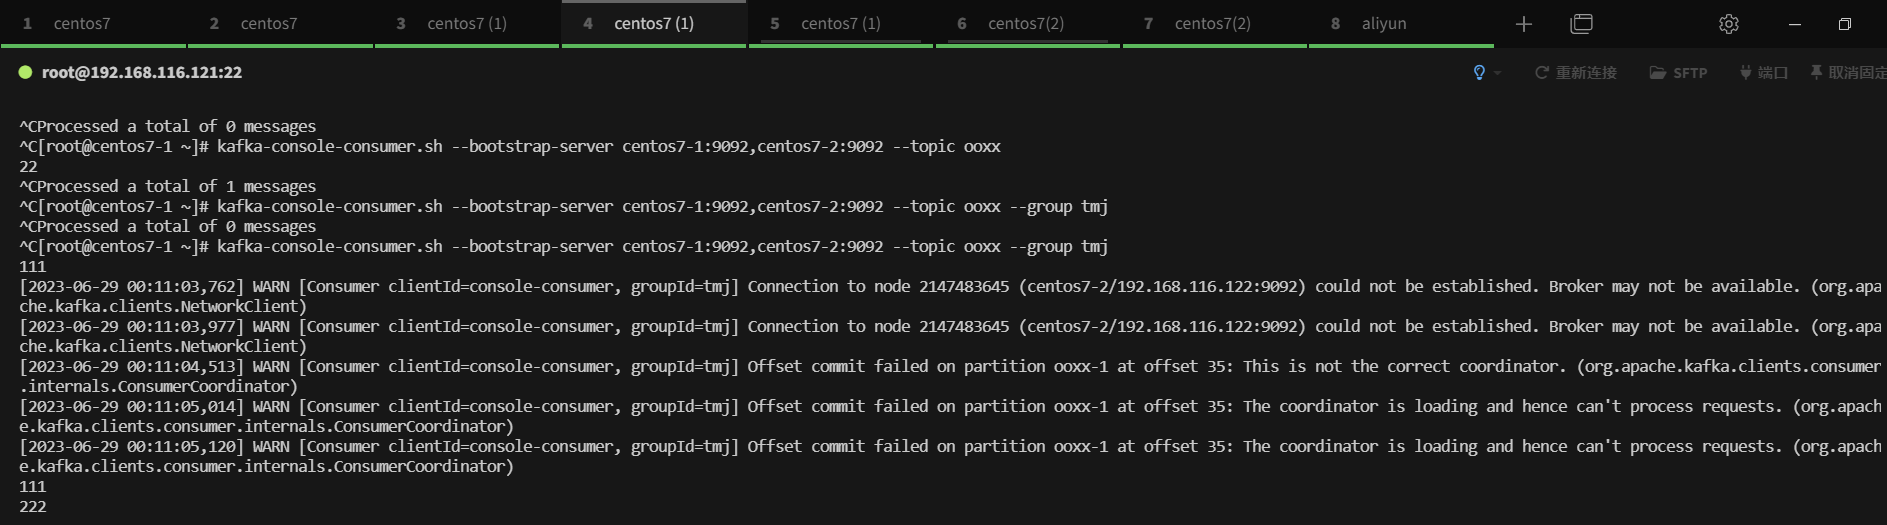 1 centos7 2 centos7 3 centos7 (1) 4 centos7 (1) 5 centos7 (1) 6 centos7(2) 7 centos7(2) 8 aliyun
root@192.168.116.121:22 重新连接 SFTP 端口 取消固定
^CProcessed a total of 0 messages
^C[root@centos7-1 ~]# kafka-console-consumer.sh --bootstrap-server centos7-1:9092,centos7-2:9092 --topic ooxx
22
^CProcessed a total of 1 messages
^C[root@centos7-1 ~]# kafka-console-consumer.sh --bootstrap-server centos7-1:9092,centos7-2:9092 --topic ooxx --group tmj
^CProcessed a total of 0 messages
^C[root@centos7-1 ~]# kafka-console-consumer.sh --bootstrap-server centos7-1:9092,centos7-2:9092 --topic ooxx --group tmj
111
[2023-06-29 00:11:03,762] WARN [Consumer clientId=console-consumer, groupId=tmj] Connection to node 2147483645 (centos7-2/192.168.116.122:9092) could not be established. Broker may not be available. (org.apa
che.kafka.clients.NetworkClient)
[2023-06-29 00:11:03,977] WARN [Consumer clientId=console-consumer, groupId=tmj] Connection to node 2147483645 (centos7-2/192.168.116.122:9092) could not be established. Broker may not be available. (org.apa
che.kafka.clients.NetworkClient)
[2023-06-29 00:11:04,513] WARN [Consumer clientId=console-consumer, groupId=tmj] Offset commit failed on partition ooxx-1 at offset 35: This is not the correct coordinator. (org.apache.kafka.clients.consumer
.internals.ConsumerCoordinator)
[2023-06-29 00:11:05,014] WARN [Consumer clientId=console-consumer, groupId=tmj] Offset commit failed on partition ooxx-1 at offset 35: The coordinator is loading and hence can't process requests. (org.apach
e.kafka.clients.consumer.internals.ConsumerCoordinator)
[2023-06-29 00:11:05,120] WARN [Consumer clientId=console-consumer, groupId=tmj] Offset commit failed on partition ooxx-1 at offset 35: The coordinator is loading and hence can't process requests. (org.apach
e.kafka.clients.consumer.internals.ConsumerCoordinator)
111
222